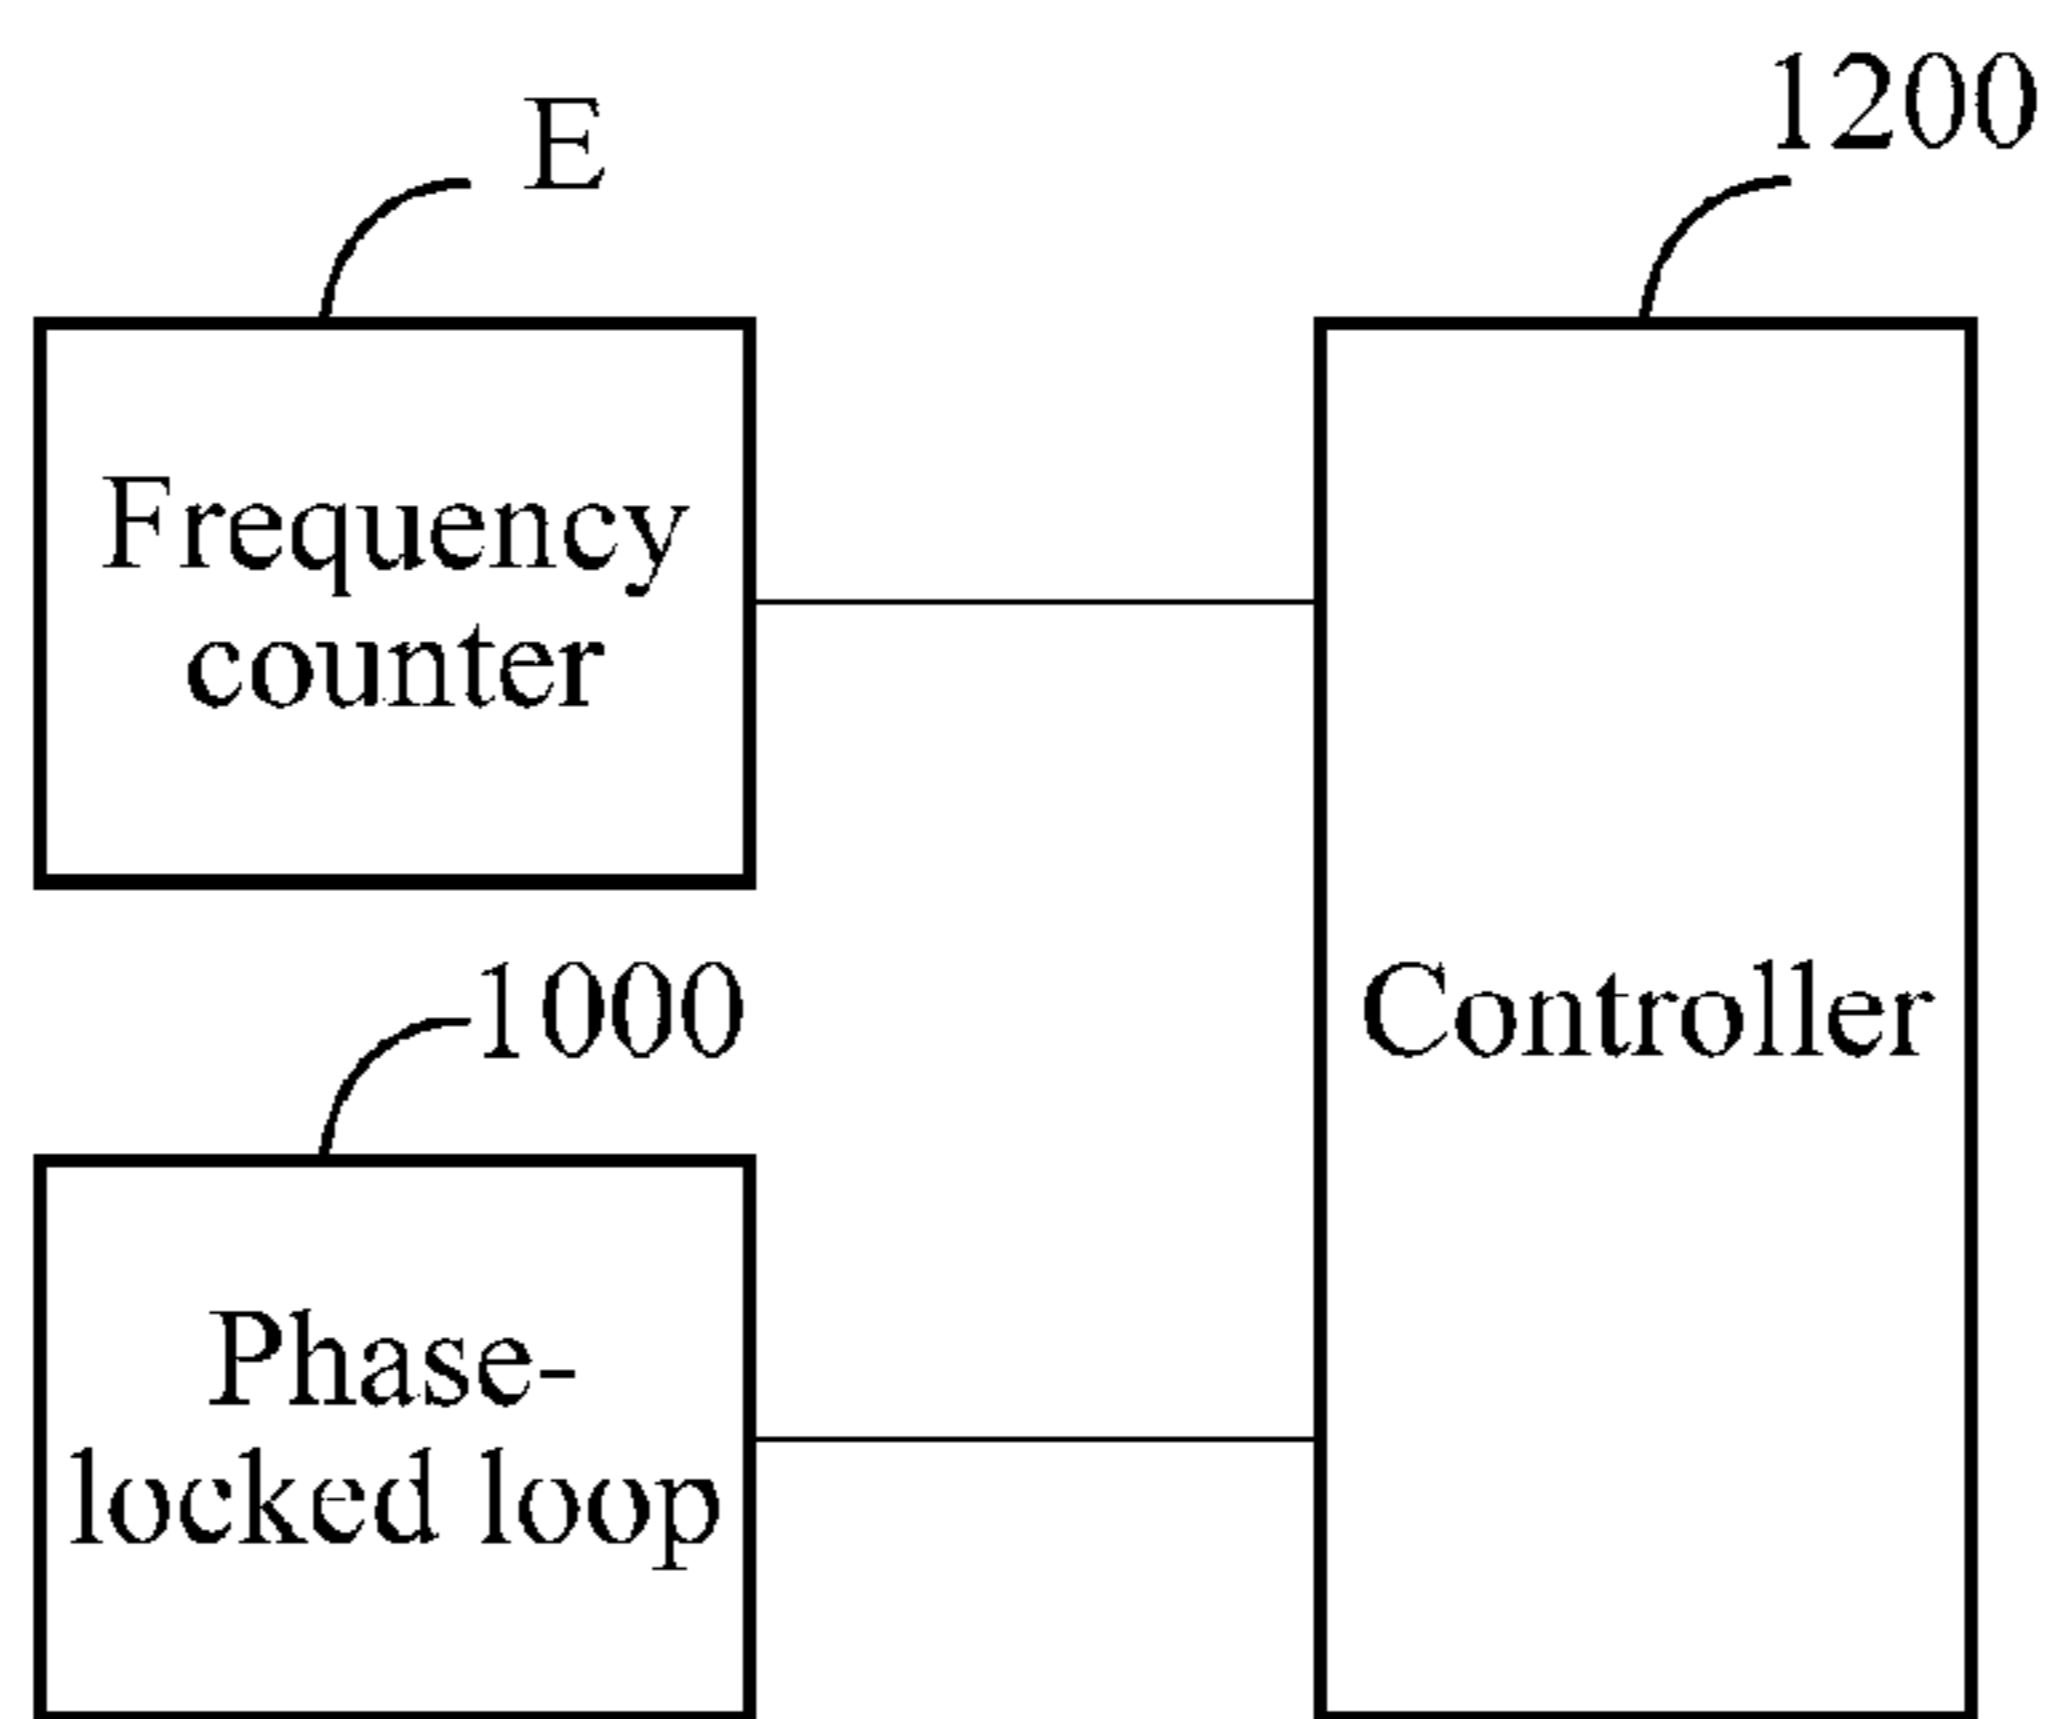 E
1200
Frequency
counter
1000
Controller
Phase-
locked loop